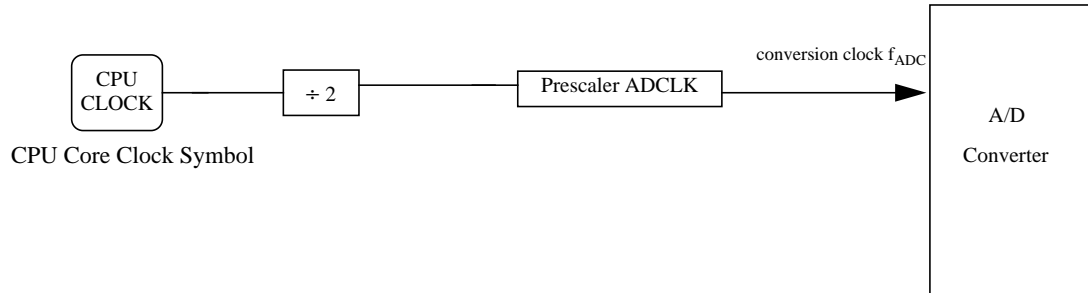 conversion clock fADC
CPU
CLOCK
÷ 2
Prescaler ADCLK
A/D
Converter
CPU Core Clock Symbol